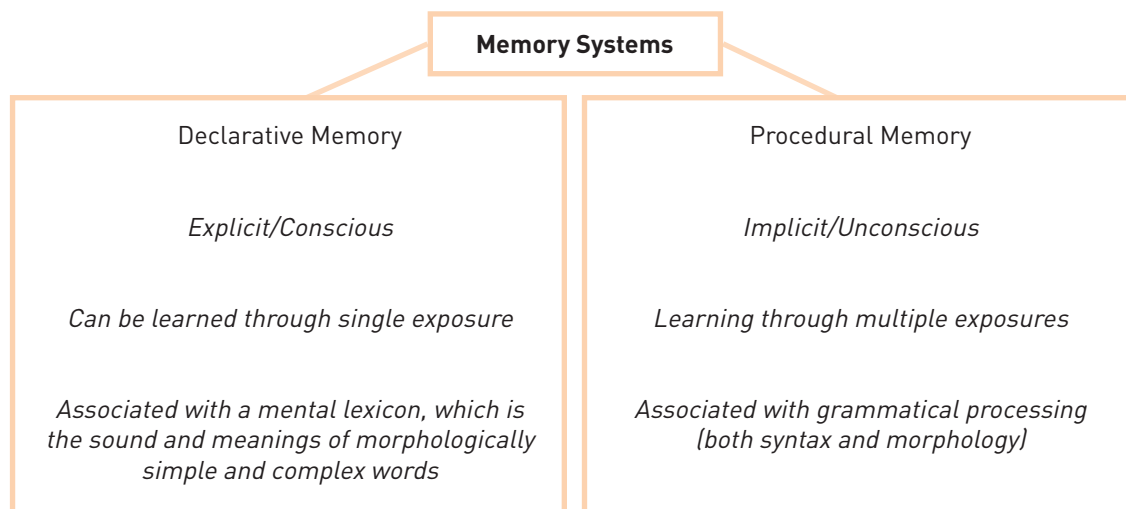 Memory Systems
Declarative Memory
Explicit/Conscious
Can be learned through single exposure
Associated with a mental lexicon, which is
the sound and meanings of morphologically
simple and complex words
Procedural Memory
Implicit/Unconscious
Learning through multiple exposures
Associated with grammatical processing
(both syntax and morphology)